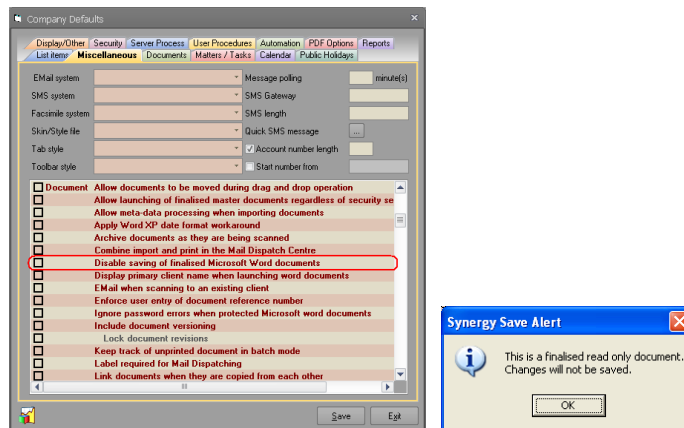 Company Defaults
Display/Other Security Server Process User Procedures Automation PDF Options Reports
List items Miscellaneous Documents Matters / Tasks Calendar Public Holidays
EMail system Message polling minute(s)
SMS system SMS Gateway
Facsimile system SMS length
Skin/Style file Quick SMS message ...
Tab style Account number length
Toolbar style Start number from
Document Allow documents to be moved during drag and drop operation
Allow launching of finalised master documents regardless of security se
Allow meta-data processing when importing documents
Apply Word XP date format workaround
Archive documents as they are being scanned
Combine import and print in the Mail Dispatch Centre
Disable saving of finalised Microsoft Word documents
Display primary client name when launching word documents
EMail when scanning to an existing client
Enforce user entry of document reference number
Ignore password errors when protected Microsoft word documents
Include document versioning
Lock document revisions
Keep track of unprinted document in batch mode
Label required for Mail Dispatching
Link documents when they are copied from each other
Save Exit
Synergy Save Alert
This is a finalised read only document.
Changes will not be saved.
OK